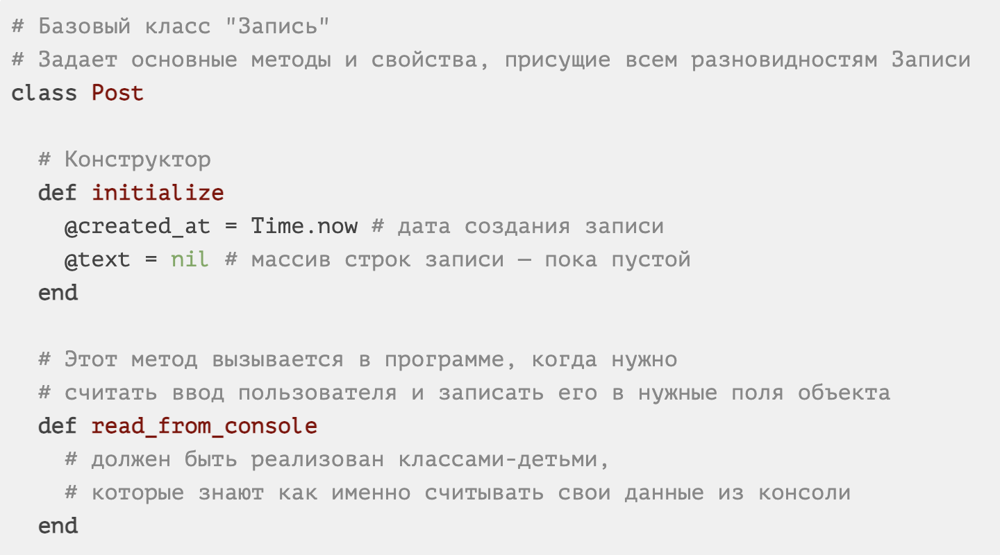 # Базовый класс "Запись"
# Задает основные методы и свойства, присущие всем разновидностям Записи
class Post
# Конструктор
def initialize
@created_at = Time.now # дата создания записи
@text = nil # массив строк записи — пока пустой
end
# Этот метод вызывается в программе, когда нужно
# считать ввод пользователя и записать его в нужные поля объекта
def read_from_console
# должен быть реализован классами-детьми,
# которые знают как именно считывать свои данные из консоли
end